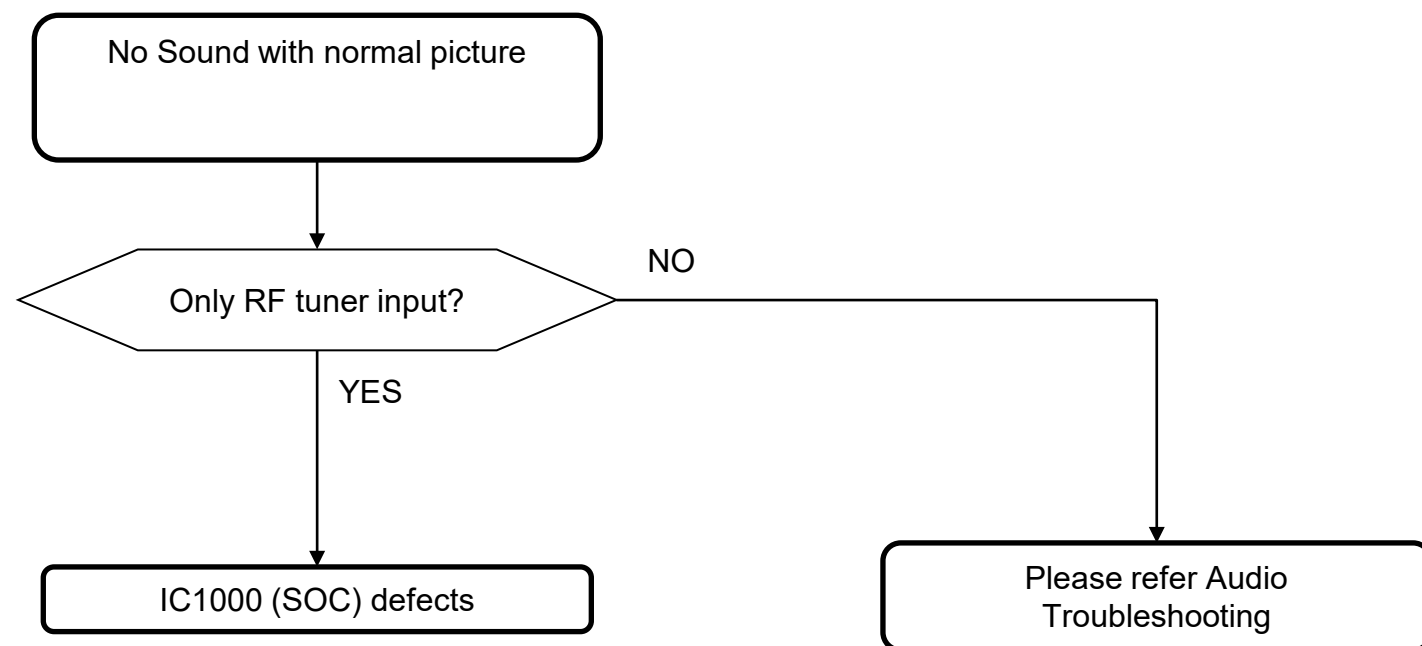 No Sound with normal picture
NO
Only RF tuner input?
YES
IC1000 (SOC) defects
Please refer Audio
Troubleshooting